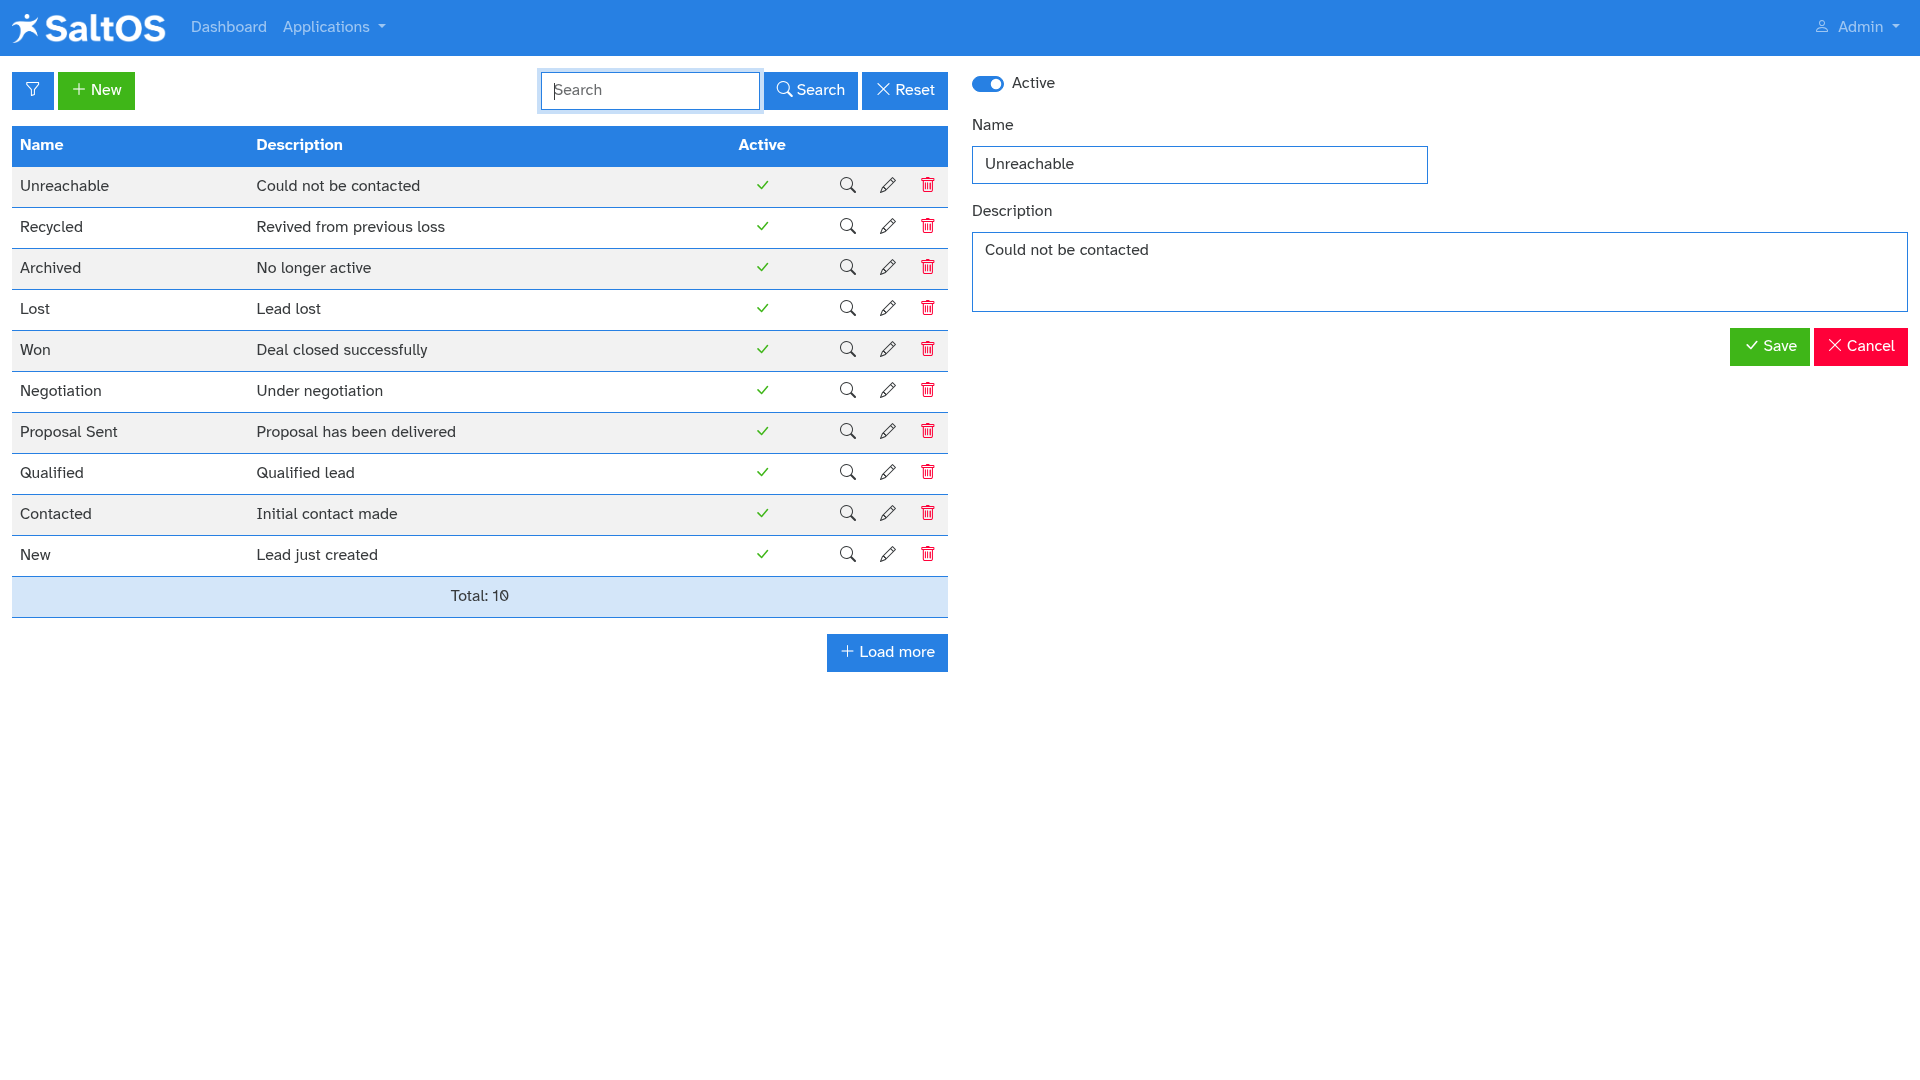 SaltOS Dashboard Applications Admin
New Search Search Reset
Name Description Active
Unreachable Could not be contacted
Recycled Revived from previous loss
Archived No longer active
Lost Lead lost
Won Deal closed successfully
Negotiation Under negotiation
Proposal Sent Proposal has been delivered
Qualified Qualified lead
Contacted Initial contact made
New Lead just created
Total: 10
Load more
Active
Name
Unreachable
Description
Could not be contacted
Save Cancel